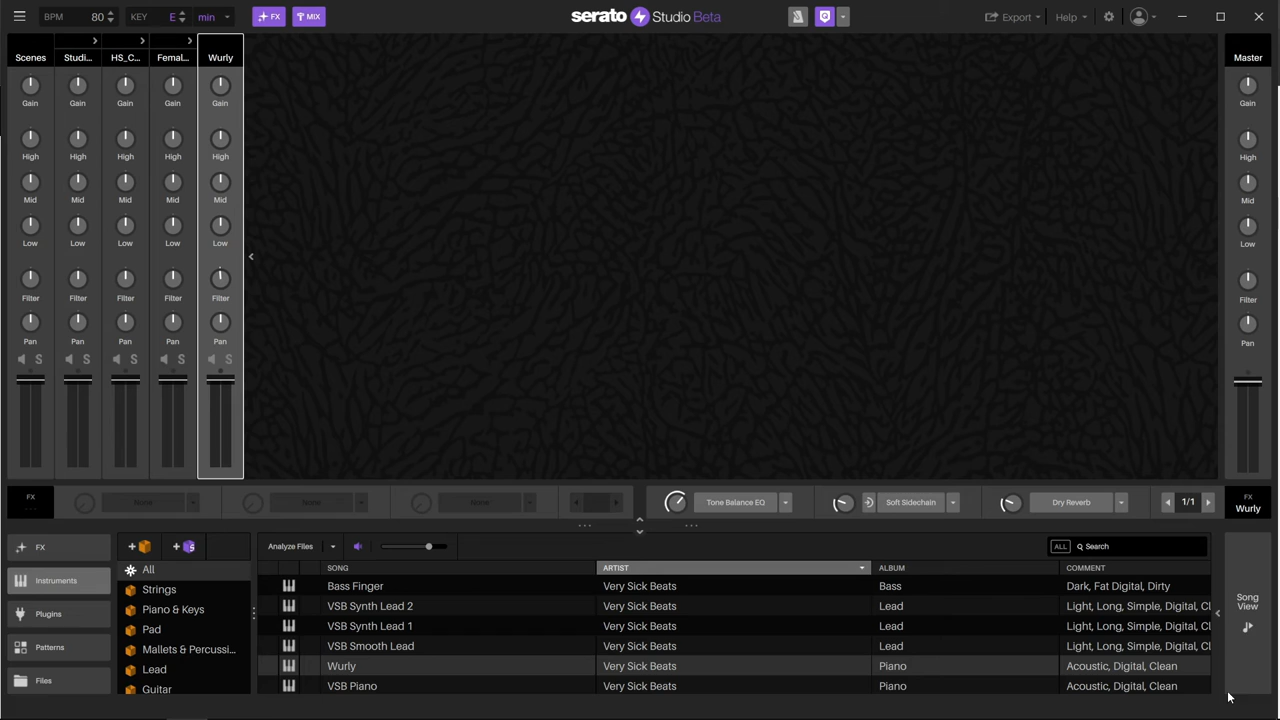 BPM 80 KEY E min FX MIX serato Studio Beta Export Help
Scenes Studi... HS_C... Femal... Wurly Master
Gain Gain Gain Gain Gain Gain
High High High High High High
Mid Mid Mid Mid Mid Mid
Low Low Low Low Low Low
Filter Filter Filter Filter Filter Filter
Pan Pan Pan Pan Pan Pan
S S S S S
FX None None None Tone Balance EQ Soft Sidechain Dry Reverb 1/1 FX
Wurly
FX Analyze Files ALL Search
All SONG ARTIST ALBUM COMMENT
Instruments Strings Bass Finger Very Sick Beats Bass Dark, Fat Digital, Dirty
Piano & Keys VSB Synth Lead 2 Very Sick Beats Lead Light, Long, Simple, Digital, Cl
Plugins Pad VSB Synth Lead 1 Very Sick Beats Lead Light, Long, Simple, Digital, Cl
Patterns Mallets & Percussi... VSB Smooth Lead Very Sick Beats Lead Light, Long, Simple, Digital, Cl
Lead Wurly Very Sick Beats Piano Acoustic, Digital, Clean
Files Guitar VSB Piano Very Sick Beats Piano Acoustic, Digital, Clean
Song
View